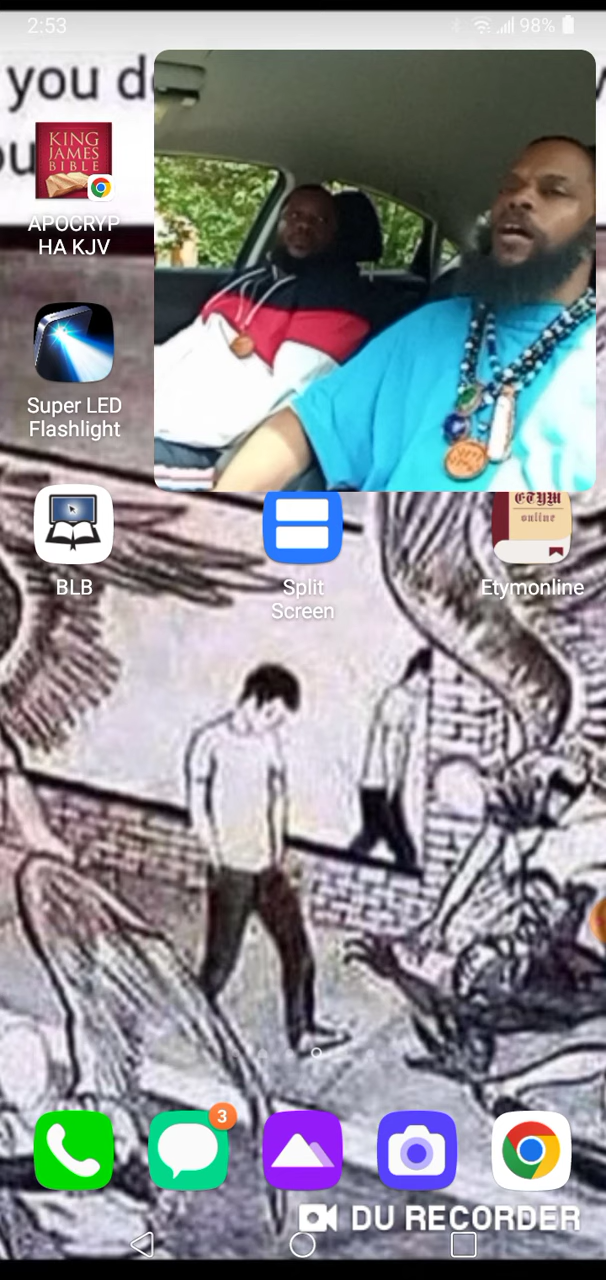 2:53
98%
you d
KING
JAMES
BIBLE
APOCRYP
HA KJV
Super LED
Flashlight
BLB
Split
Screen
ETYM
online
Etymonline
3
DU RECORDER